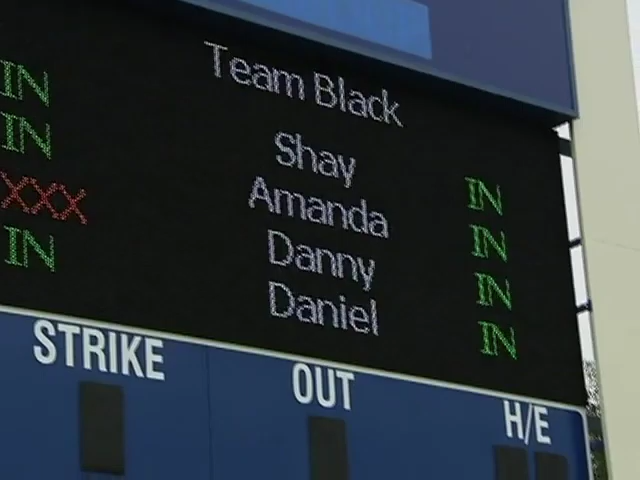 Team Black
IN
Shay IN
IN
Amanda IN
XXX
Danny IN
IN
Daniel IN
STRIKE OUT H/E